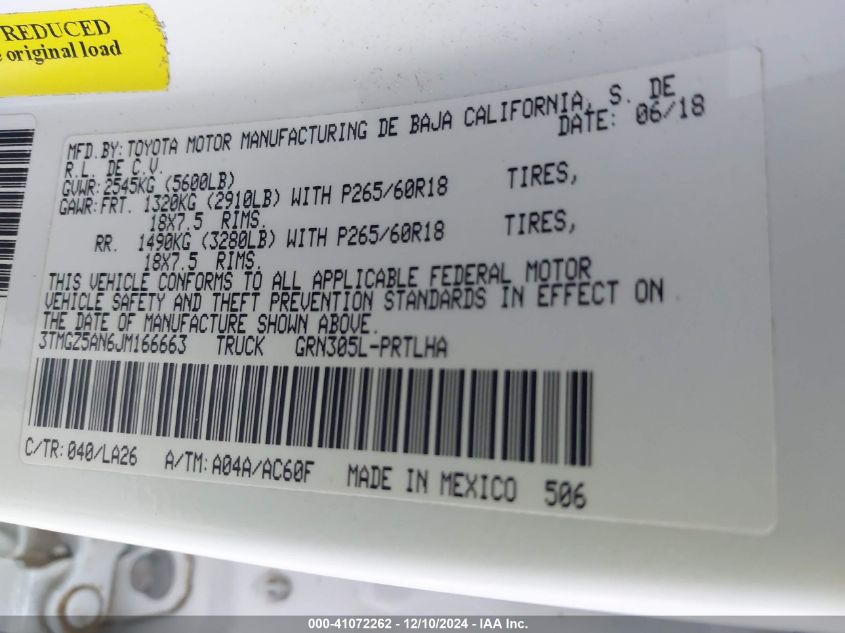 REDUCED
original load
MFD.BY:TOYOTA MOTOR MANUFACTURING DE BAJA CALIFORNIA, S. DE
R.L. DE C.V. DATE: 06/18
GVWR:2545KG (5600LB)
GAWR:FRT. 1320KG (2910LB) WITH P265/60R18 TIRES,
18X7.5 RIMS.
RR. 1490KG (3280LB) WITH P265/60R18 TIRES,
18X7.5 RIMS.
THIS VEHICLE CONFORMS TO ALL APPLICABLE FEDERAL MOTOR
VEHICLE SAFETY AND THEFT PREVENTION STANDARDS IN EFFECT ON
THE DATE OF MANUFACTURE SHOWN ABOVE.
3TMGZ5AN6JM166663 TRUCK GRN305L-PRTLHA
C/TR:040/LA26 A/TM:A04A/AC60F MADE IN MEXICO 506
000-41072262 - 12/10/2024 - IAA Inc.